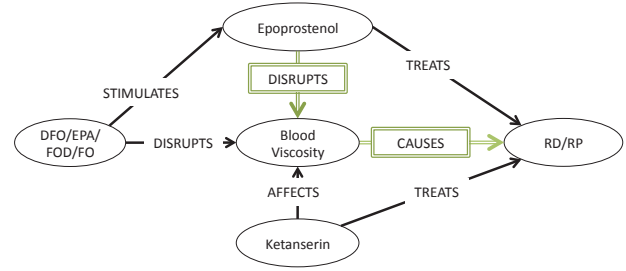 Epoprostenol
DISRUPTS
TREATS
STIMULATES
DFO/EPA/
FOD/FO
DISRUPTS
Blood
Viscosity
CAUSES
RD/RP
AFFECTS
TREATS
Ketanserin